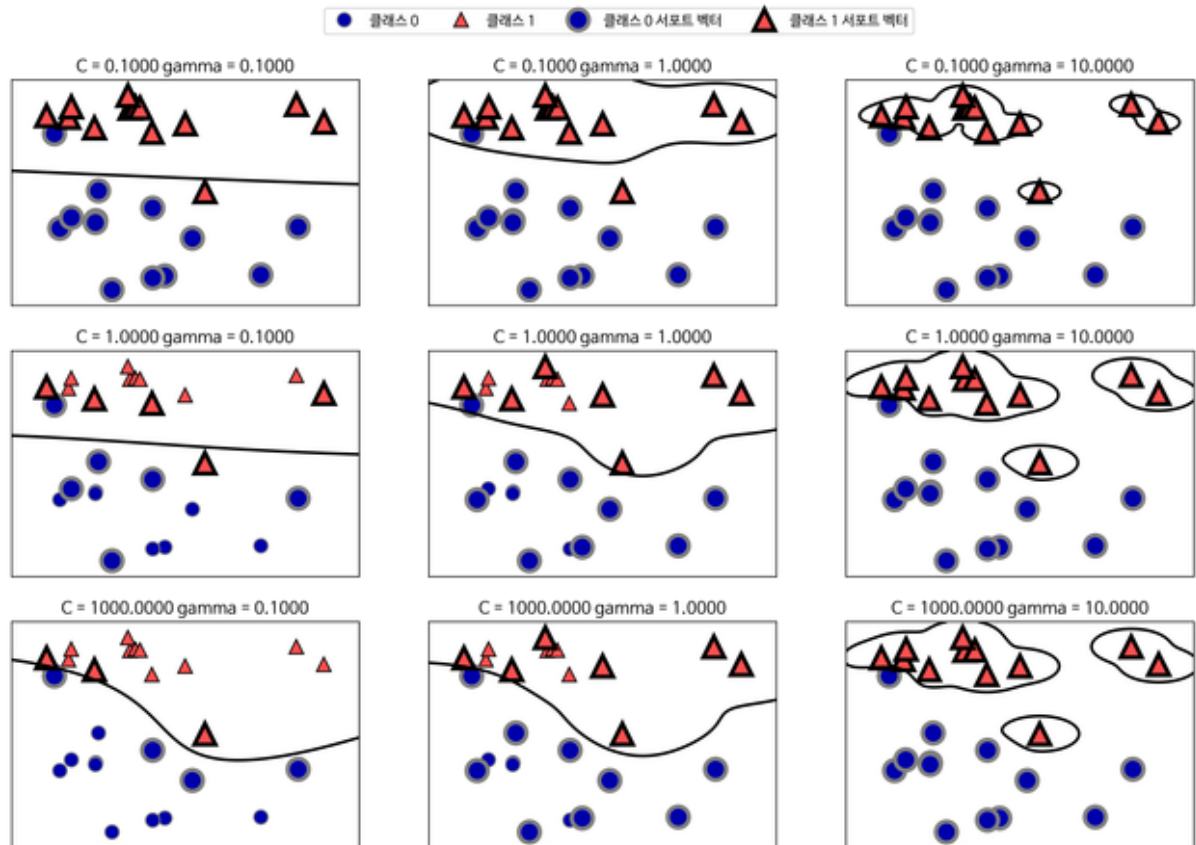 클래스 0 클래스 1 클래스 0 서포트 벡터 클래스 1 서포트 벡터
C = 0.1000 gamma = 0.1000
C = 0.1000 gamma = 1.0000
C = 0.1000 gamma = 10.0000
C = 1.0000 gamma = 0.1000
C = 1.0000 gamma = 1.0000
C = 1.0000 gamma = 10.0000
C = 1000.0000 gamma = 0.1000
C = 1000.0000 gamma = 1.0000
C = 1000.0000 gamma = 10.0000